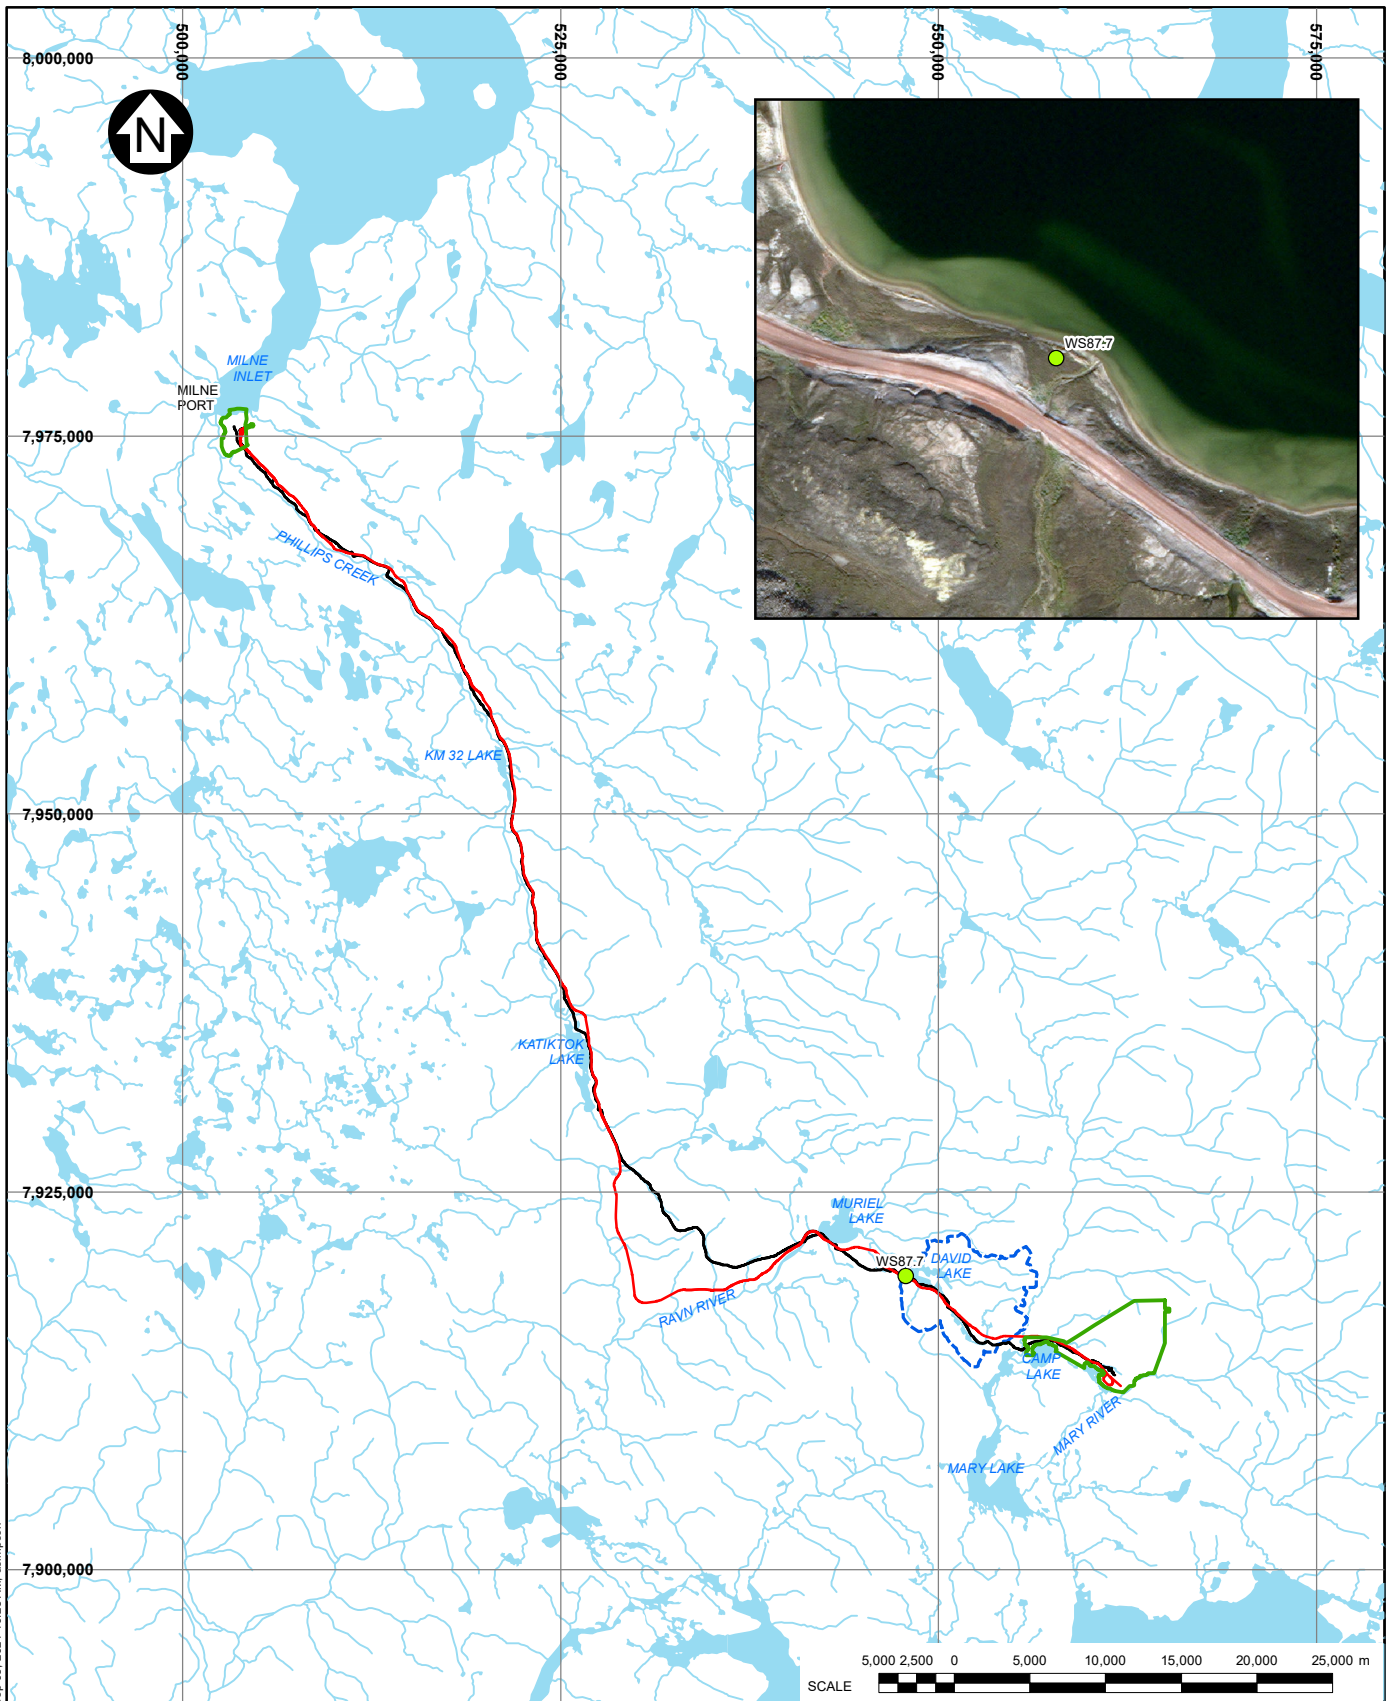 500,000
525,000
550,000
575,000
8,000,000
N
WS87.7
MILNE
INLET
MILNE
PORT
7,975,000
PHILLIPS CREEK
KM 32 LAKE
7,950,000
KATIKTOK
LAKE
7,925,000
MURIEL
LAKE
WS87.7
DAVID
LAKE
RAVN RIVER
CAMP
LAKE
MARY RIVER
MARY LAKE
7,900,000
5,000 2,500 0 5,000 10,000 15,000 20,000 25,000 m
SCALE